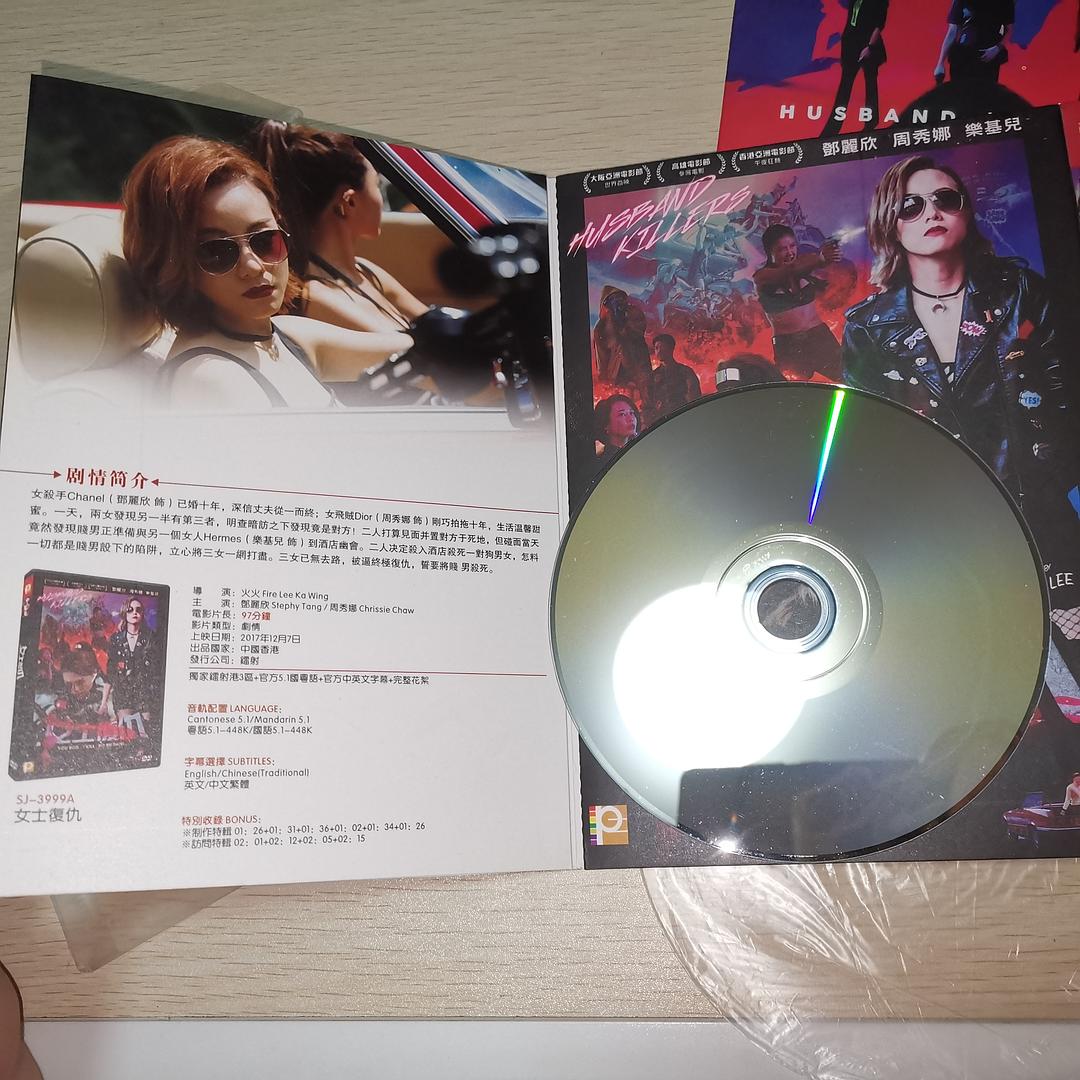 HUSBAND
鄧麗欣 周秀娜 樂基兒
大阪亞洲電影節
世界首映
高雄電影節
參展電影
香港亞洲電影節
午夜狂熱
HUSBAND
KILLERS
POW!
YES!
LEE
剧情简介
女殺手Chanel（鄧麗欣 飾）已婚十年，深信丈夫從一而終；女飛賊Dior（周秀娜 飾）剛巧拍拖十年，生活溫馨甜
蜜。一天，兩女發現另一半有第三者，明查暗訪之下發現竟是對方！二人打算見面并置對方于死地，但碰面當天
竟然發現賤男正準備與另一個女人Hermes（樂基兒 飾）到酒店幽會。二人決定殺入酒店殺死一對狗男女，怎料
一切都是賤男設下的陷阱，立心將三女一網打盡。三女已無去路，被逼終極復仇，誓要將賤 男殺死。
導 演：火火 Fire Lee Ka Wing
主 演：鄧麗欣 Stephy Tang / 周秀娜 Chrissie Chaw
電影片長：97分鐘
影片類型：劇情
上映日期：2017年12月7日
出品國家：中國香港
發行公司：鐳射
獨家鐳射港3區+官方5.1國粵語+官方中英文字幕+完整花絮
音軌配置 LANGUAGE:
Cantonese 5.1/Mandarin 5.1
粵語5.1-448K/國語5.1-448K
字幕選擇 SUBTITLES:
English/Chinese(Traditional)
英文/中文繁體
特別收錄 BONUS:
※制作特輯 01：26+01：31+01：36+01：02+01：34+01：26
※訪問特輯 02：01+02：12+02：05+02：15
SJ-3999A
女士復仇